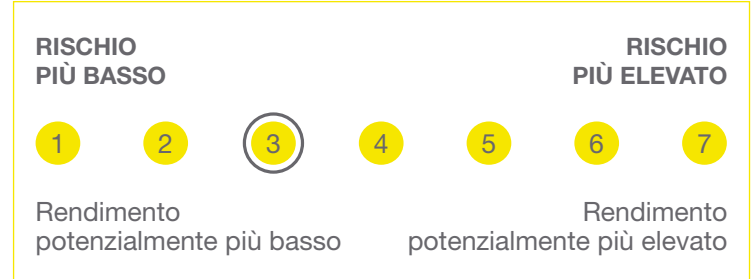 RISCHIO
PIÙ BASSO
RISCHIO
PIÙ ELEVATO
1 2 3 4 5 6 7
Rendimento
potenzialmente più basso
Rendimento
potenzialmente più elevato